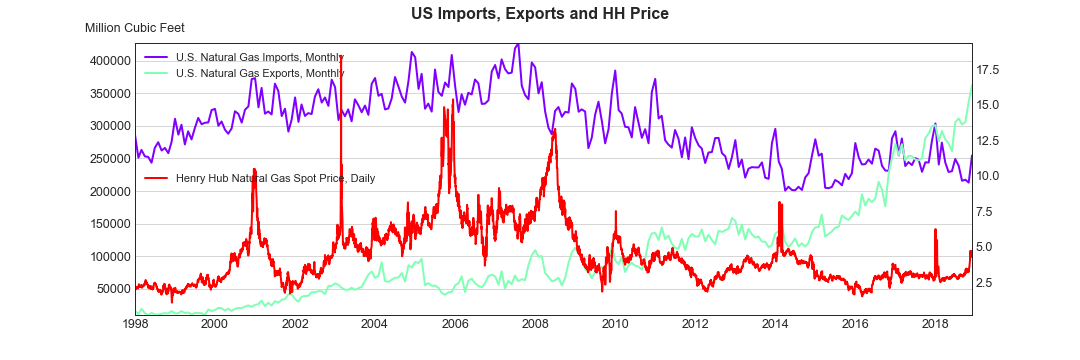 US Imports, Exports and HH Price
Million Cubic Feet
U.S. Natural Gas Imports, Monthly
U.S. Natural Gas Exports, Monthly
Henry Hub Natural Gas Spot Price, Daily
400000
350000
300000
250000
200000
150000
100000
50000
17.5
15.0
12.5
10.0
7.5
5.0
2.5
1998 2000 2002 2004 2006 2008 2010 2012 2014 2016 2018